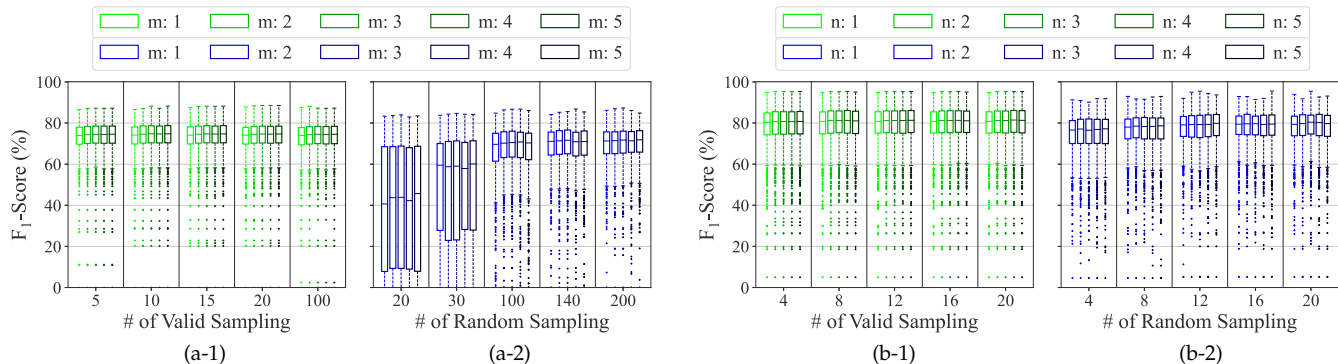 m: 1 m: 2 m: 3 m: 4 m: 5
m: 1 m: 2 m: 3 m: 4 m: 5
n: 1 n: 2 n: 3 n: 4 n: 5
n: 1 n: 2 n: 3 n: 4 n: 5
F1-Score (%)
100
80
60
40
20
0
5 10 15 20 100
# of Valid Sampling
(a-1)
20 30 100 140 200
# of Random Sampling
(a-2)
F1-Score (%)
100
80
60
40
20
0
4 8 12 16 20
# of Valid Sampling
(b-1)
4 8 12 16 20
# of Random Sampling
(b-2)